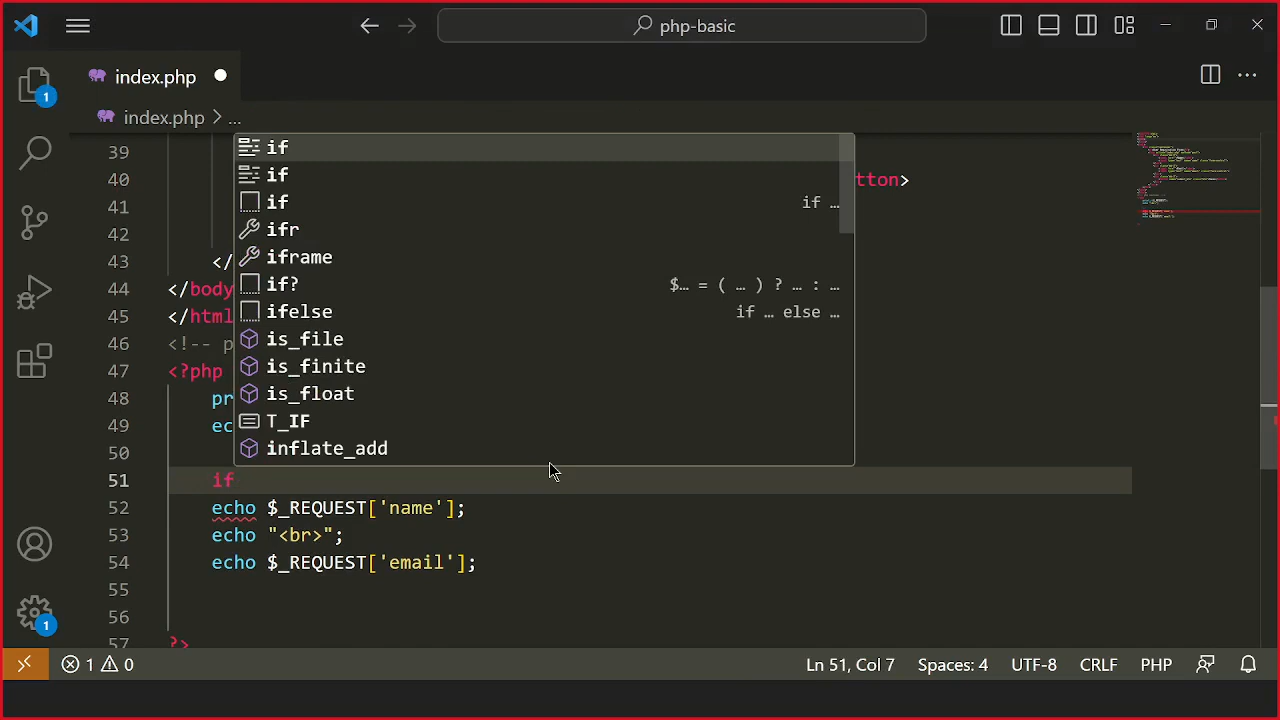 php-basic
index.php
index.php > ...
39
40 tton>
41
42
43 </
44 </body
45 </html
46 <!-- p
47 <?php
48 pr
49 ec
50
51 if
52 echo $_REQUEST['name'];
53 echo "<br>";
54 echo $_REQUEST['email'];
55
56
57 ?>
if
if
if if …
ifr
iframe
if? $… = ( … ) ? … : …
ifelse if … else …
is_file
is_finite
is_float
T_IF
inflate_add
1
1
1 0 Ln 51, Col 7 Spaces: 4 UTF-8 CRLF PHP